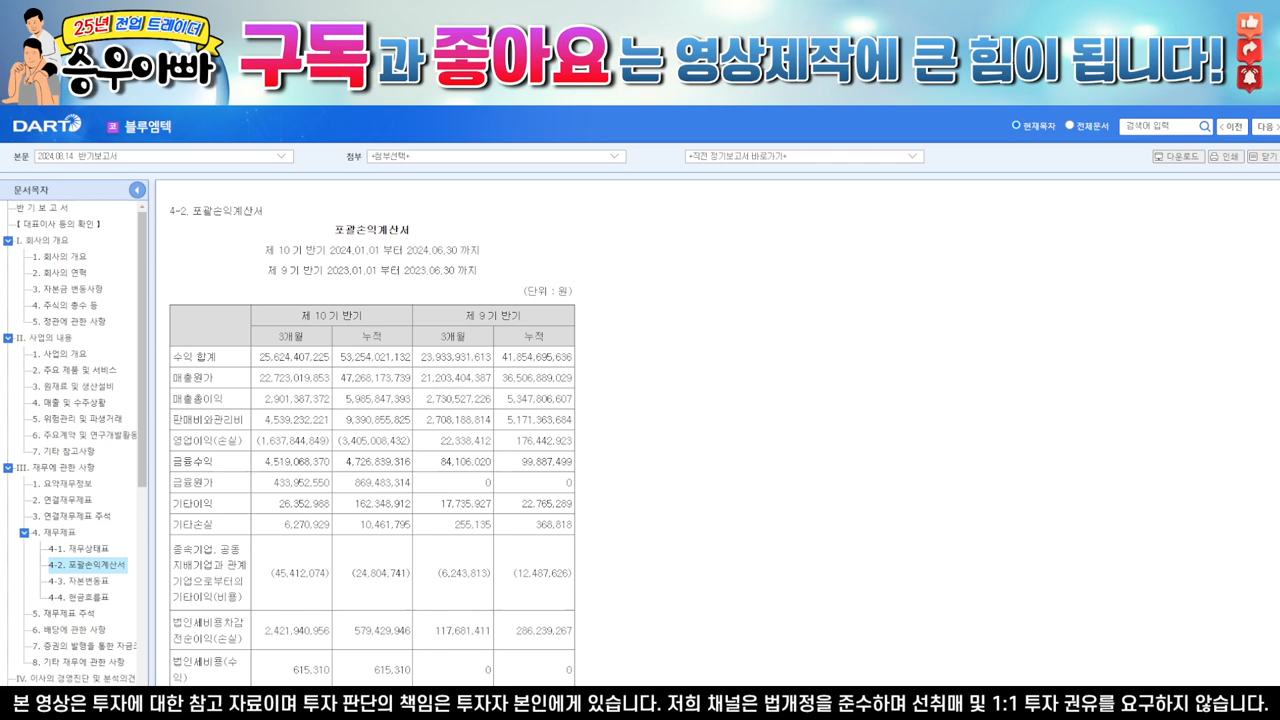 25년 전업 트레이더
승우아빠
구독과 좋아요는 영상제작에 큰 힘이 됩니다!
DART 코 블루엠텍
현재목차 전체문서 검색어 입력 이전 다음
본문 2024.08.14 반기보고서 첨부 +첨부선택+ +직전 정기보고서 바로가기+ 다운로드 인쇄 닫기
문서목차
반 기 보 고 서
【 대표이사 등의 확인 】
I. 회사의 개요
1. 회사의 개요
2. 회사의 연혁
3. 자본금 변동사항
4. 주식의 총수 등
5. 정관에 관한 사항
II. 사업의 내용
1. 사업의 개요
2. 주요 제품 및 서비스
3. 원재료 및 생산설비
4. 매출 및 수주상황
5. 위험관리 및 파생거래
6. 주요계약 및 연구개발활동
7. 기타 참고사항
III. 재무에 관한 사항
1. 요약재무정보
2. 연결재무제표
3. 연결재무제표 주석
4. 재무제표
4-1. 재무상태표
4-2. 포괄손익계산서
4-3. 자본변동표
4-4. 현금흐름표
5. 재무제표 주석
6. 배당에 관한 사항
7. 증권의 발행을 통한 자금
8. 기타 재무에 관한 사항
IV. 이사의 경영진단 및 분석의견
4-2. 포괄손익계산서
포괄손익계산서
제 10 기 반기 2024.01.01 부터 2024.06.30 까지
제 9 기 반기 2023.01.01 부터 2023.06.30 까지
(단위 : 원)
제 10 기 반기 제 9 기 반기
3개월 누적 3개월 누적
수익 합계 25,624,407,225 53,254,021,132 23,933,931,613 41,854,695,636
매출원가 22,723,019,853 47,268,173,739 21,203,404,387 36,506,889,029
매출총이익 2,901,387,372 5,985,847,393 2,730,527,226 5,347,806,607
판매비와관리비 4,539,232,221 9,390,855,825 2,708,188,814 5,171,363,684
영업이익(손실) (1,637,844,849) (3,405,008,432) 22,338,412 176,442,923
금융수익 4,519,068,370 4,726,839,316 84,106,020 99,887,499
금융원가 433,952,550 869,483,314 0 0
기타이익 26,352,988 162,348,912 17,735,927 22,765,289
기타손실 6,270,929 10,461,795 255,135 368,818
종속기업, 공동
지배기업과 관계
기업으로부터의
기타이익(비용) (45,412,074) (24,804,741) (6,243,813) (12,487,626)
법인세비용차감
전순이익(손실) 2,421,940,956 579,429,946 117,681,411 286,239,267
법인세비용(수
익) 615,310 615,310 0 0
본 영상은 투자에 대한 참고 자료이며 투자 판단의 책임은 투자자 본인에게 있습니다. 저희 채널은 법개정을 준수하며 선취매 및 1:1 투자 권유를 요구하지 않습니다.